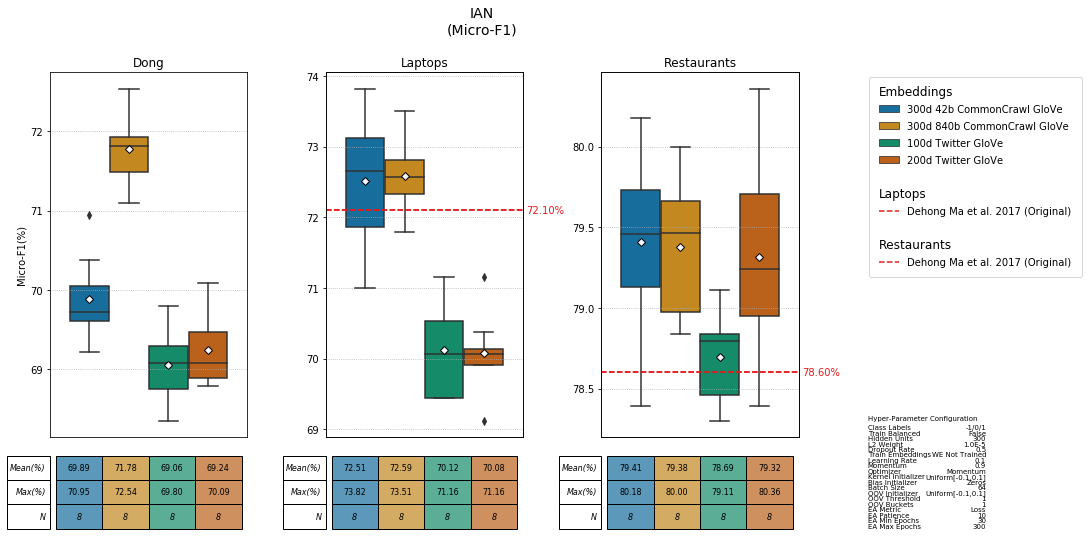 IAN
(Micro-F1)
Dong
Laptops
Restaurants
Micro-F1(%)
72
71
70
69
74
73
72
71
70
69
72.10%
80.0
79.5
79.0
78.5
78.60%
Embeddings
300d 42b CommonCrawl GloVe
300d 840b CommonCrawl GloVe
100d Twitter GloVe
200d Twitter GloVe
Laptops
Dehong Ma et al. 2017 (Original)
Restaurants
Dehong Ma et al. 2017 (Original)
Mean(%) 69.89 71.78 69.06 69.24
Max(%) 70.95 72.54 69.80 70.09
N 8 8 8 8
Mean(%) 72.51 72.59 70.12 70.08
Max(%) 73.82 73.51 71.16 71.16
N 8 8 8 8
Mean(%) 79.41 79.38 78.69 79.32
Max(%) 80.18 80.00 79.11 80.36
N 8 8 8 8
Hyper-Parameter Configuration
Class Labels -1/0/1
Train Balanced False
Hidden Units 300
L2 Weight 1.0E-5
Dropout Rate 0.5
Train Embeddings WE Not Trained
Learning Rate 0.1
Momentum 0.9
Optimizer Momentum
Kernel Initializer Uniform[-0.1,0.1]
Bias Initializer Zeros
Batch Size 64
OOV Initializer Uniform[-0.1,0.1]
OOV Threshold 1
OOV Buckets 1
EA Metric Loss
EA Patience 10
EA Min Epochs 30
EA Max Epochs 300